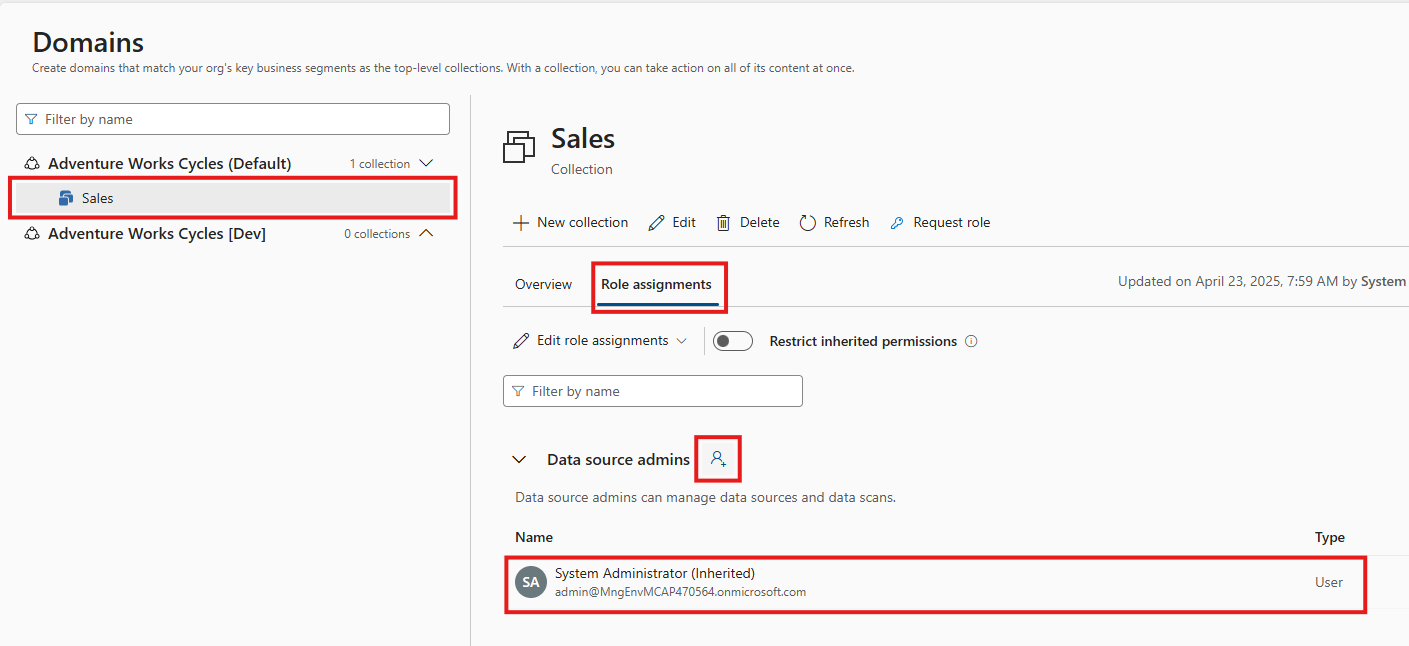 Domains
Create domains that match your org's key business segments as the top-level collections. With a collection, you can take action on all of its content at once.
Filter by name
Adventure Works Cycles (Default) 1 collection
Sales
Adventure Works Cycles [Dev] 0 collections
Sales
Collection
New collection Edit Delete Refresh Request role
Overview Role assignments Updated on April 23, 2025, 7:59 AM by System
Edit role assignments Restrict inherited permissions
Filter by name
Data source admins
Data source admins can manage data sources and data scans.
Name Type
SA System Administrator (Inherited) User
admin@MngEnvMCAP470564.onmicrosoft.com